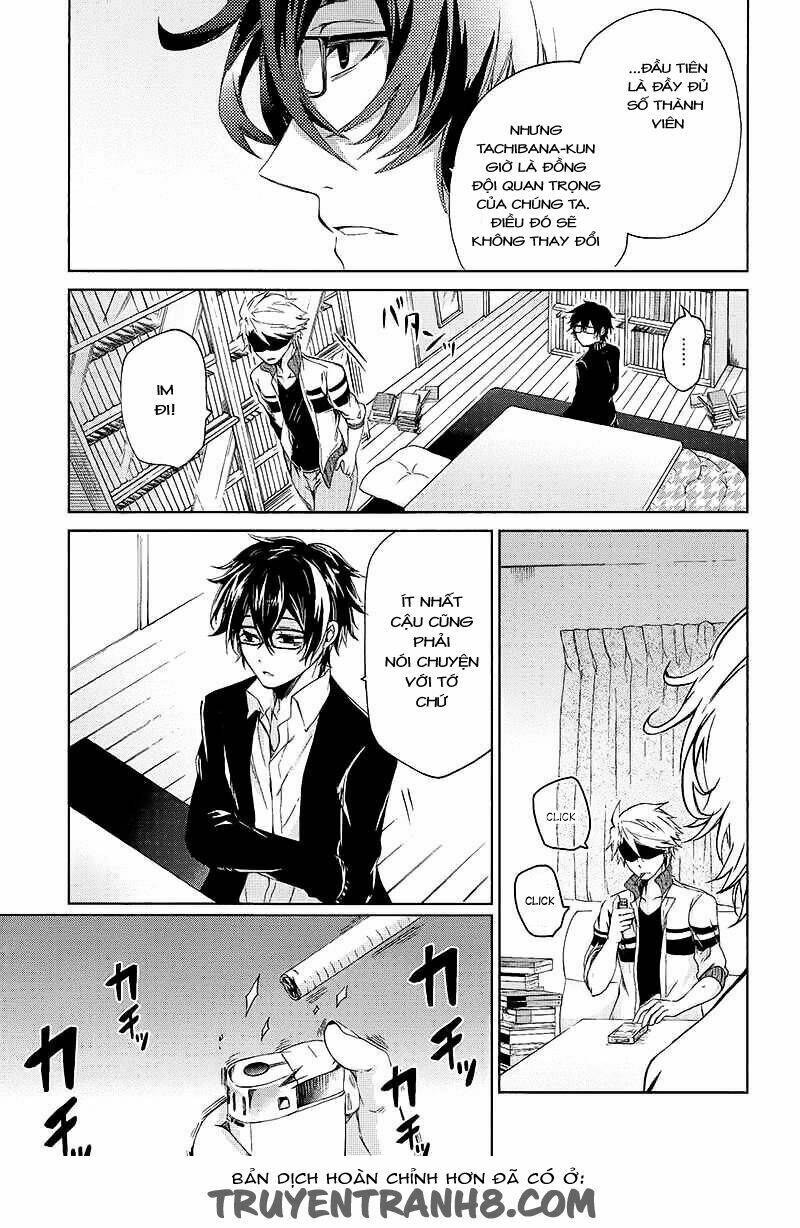 ...ĐẦU TIÊN
LÀ ĐẦY ĐỦ
SỐ THÀNH
VIÊN
NHƯNG
TACHIBANA-KUN
GIỜ LÀ ĐỒNG
ĐỘI QUAN TRỌNG
CỦA CHÚNG TA.
ĐIỀU ĐÓ SẼ
KHÔNG THAY ĐỔI
........
IM
ĐI!
ÍT NHẤT
CẬU CŨNG
PHẢI
NÓI CHUYỆN
VỚI TỚ
CHỨ
CLICK
CLICK
カチッ
カチッ
カチッ
カチッ
BẢN DỊCH HOÀN CHỈNH HƠN ĐÃ CÓ Ở:
TRUYENTRANH8.COM